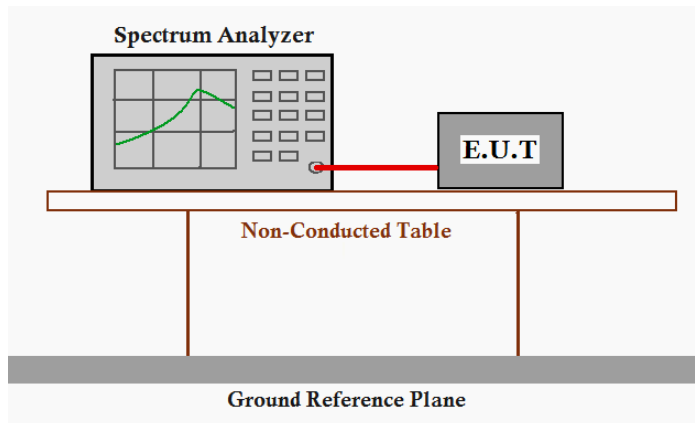 Spectrum Analyzer
E.U.T
Non-Conducted Table
Ground Reference Plane